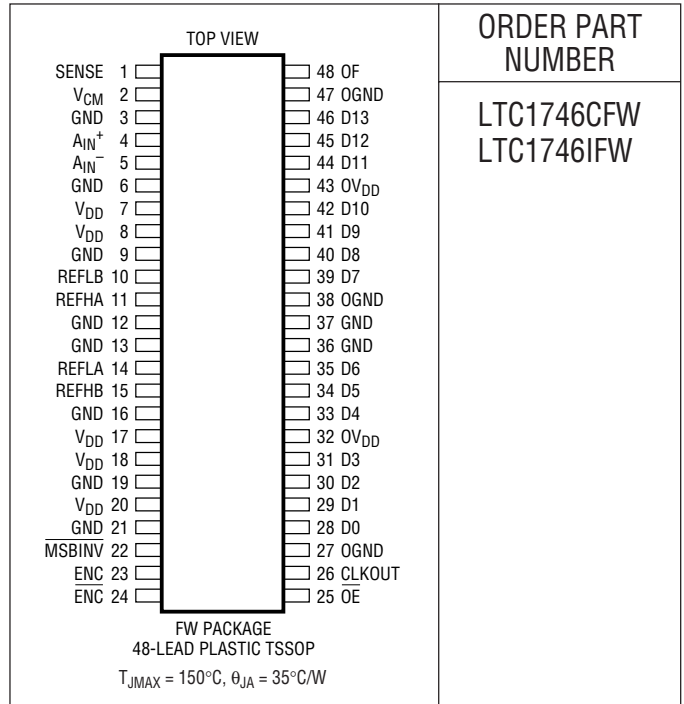 TOP VIEW
SENSE 1
V_CM 2
GND 3
A_IN^+ 4
A_IN^– 5
GND 6
V_DD 7
V_DD 8
GND 9
REFLB 10
REFHA 11
GND 12
GND 13
REFLA 14
REFHB 15
GND 16
V_DD 17
V_DD 18
GND 19
V_DD 20
GND 21
M̅S̅B̅I̅N̅V̅ 22
ENC 23
E̅N̅C̅ 24
48 OF
47 OGND
46 D13
45 D12
44 D11
43 OV_DD
42 D10
41 D9
40 D8
39 D7
38 OGND
37 GND
36 GND
35 D6
34 D5
33 D4
32 OV_DD
31 D3
30 D2
29 D1
28 D0
27 OGND
26 CLKOUT
25 O̅E̅
FW PACKAGE
48-LEAD PLASTIC TSSOP
T_JMAX = 150°C, θ_JA = 35°C/W
ORDER PART
NUMBER
LTC1746CFW
LTC1746IFW